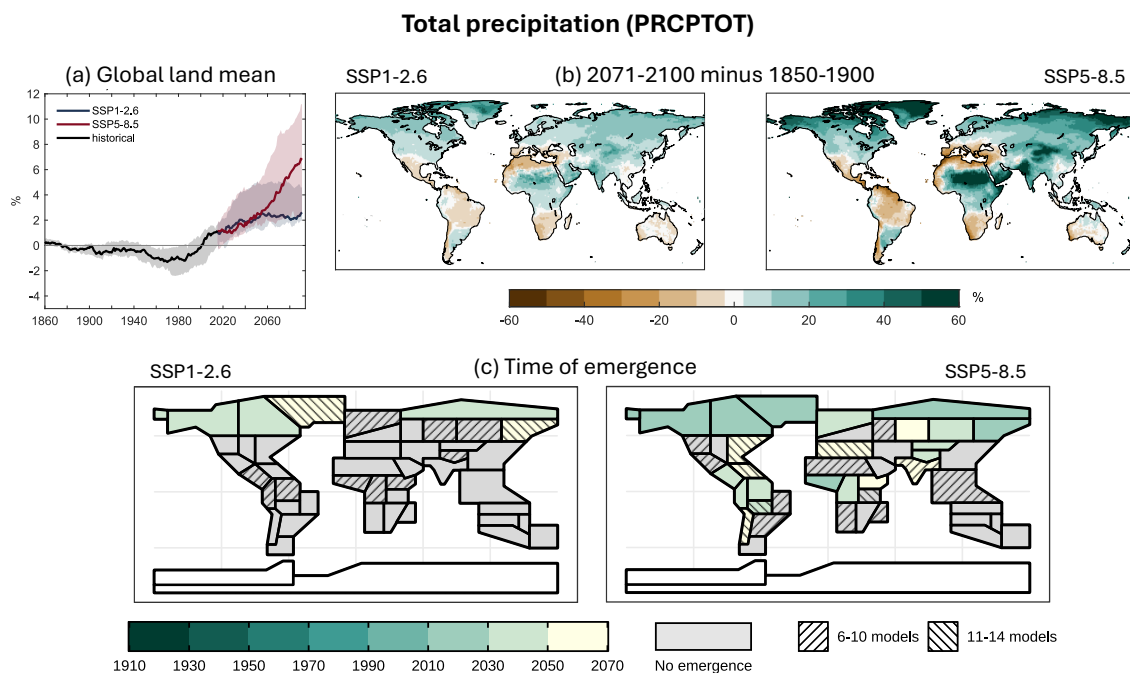 Total precipitation (PRCPTOT)
(a) Global land mean
SSP1-2.6
(b) 2071-2100 minus 1850-1900
SSP5-8.5
12
10
8
6
4
2
0
-2
-4
%
SSP1-2.6
SSP5-8.5
historical
1860 1900 1940 1980 2020 2060
-60 -40 -20 0 20 40 60
%
SSP1-2.6
(c) Time of emergence
SSP5-8.5
1910 1930 1950 1970 1990 2010 2030 2050 2070
No emergence
6-10 models
11-14 models